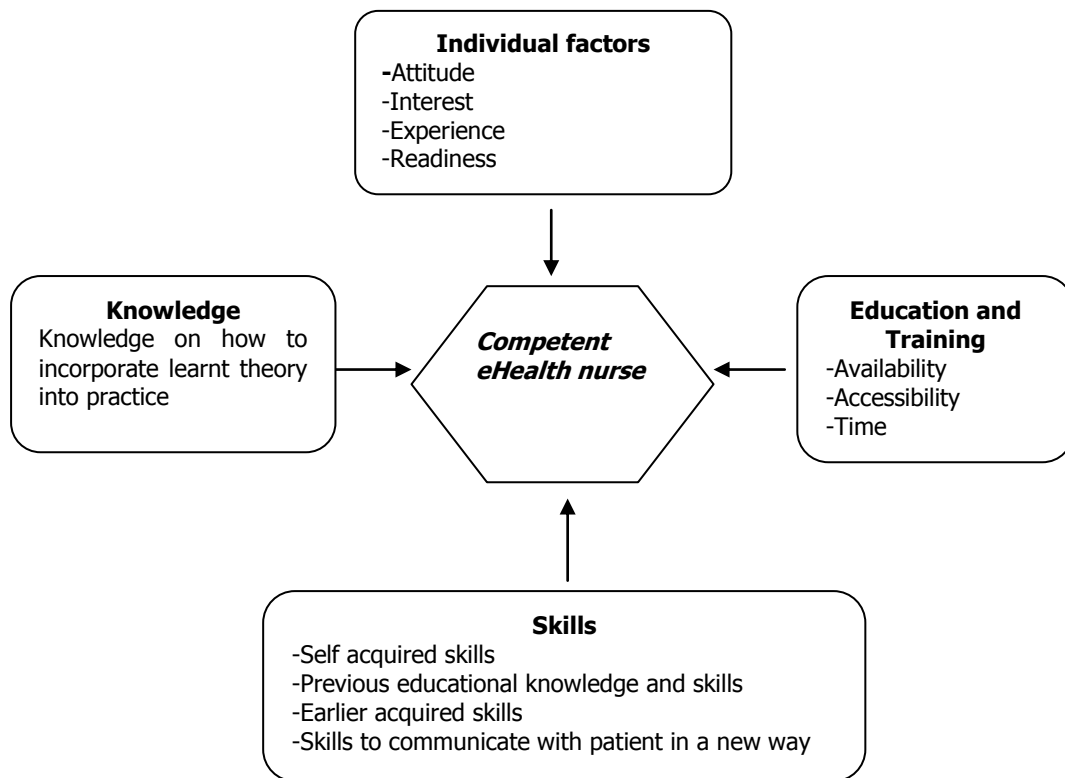 Individual factors
-Attitude
-Interest
-Experience
-Readiness
Knowledge
Knowledge on how to
incorporate learnt theory
into practice
Competent
eHealth nurse
Education and
Training
-Availability
-Accessibility
-Time
Skills
-Self acquired skills
-Previous educational knowledge and skills
-Earlier acquired skills
-Skills to communicate with patient in a new way